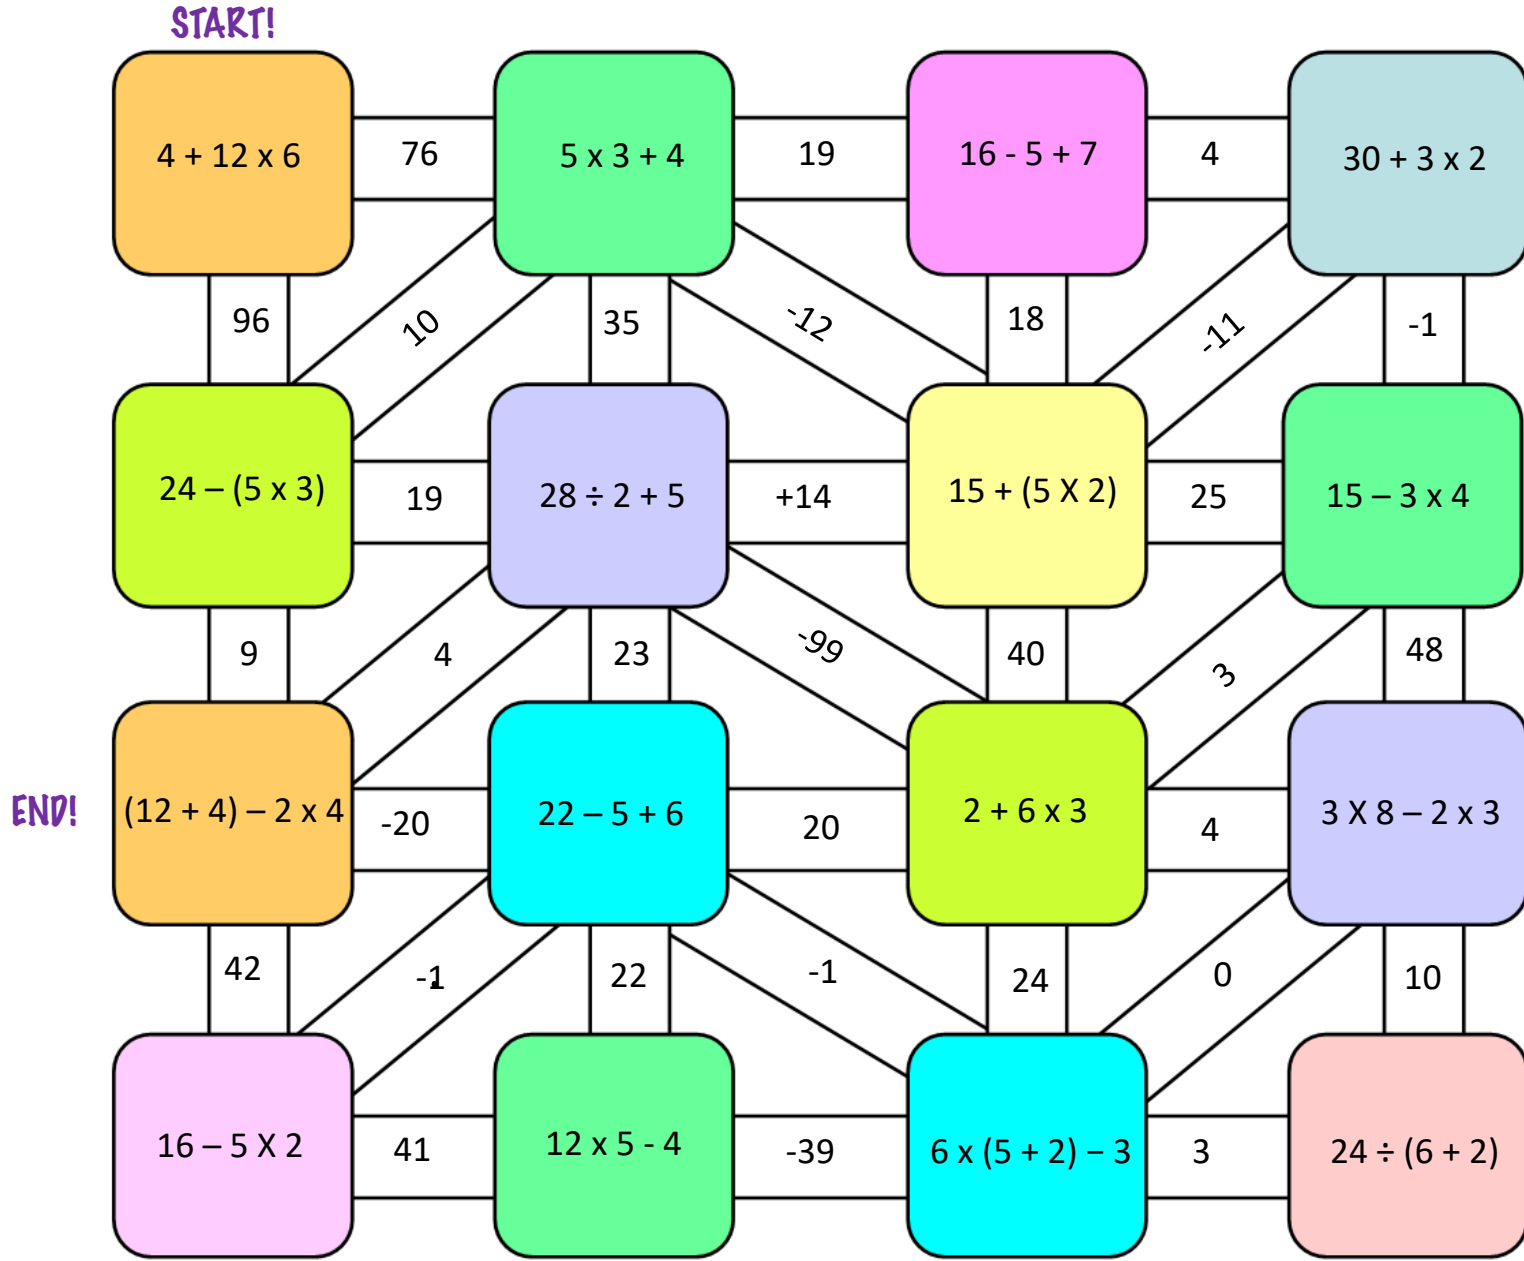 START!
4 + 12 x 6
76
5 x 3 + 4
19
16 - 5 + 7
4
30 + 3 x 2
96
10
35
-12
18
-11
-1
24 – (5 x 3)
19
28 ÷ 2 + 5
+14
15 + (5 X 2)
25
15 – 3 x 4
9
4
23
-99
40
3
48
END!
(12 + 4) – 2 x 4
-20
22 – 5 + 6
20
2 + 6 x 3
4
3 X 8 – 2 x 3
42
-1
22
-1
24
0
10
16 – 5 X 2
41
12 x 5 - 4
-39
6 x (5 + 2) – 3
3
24 ÷ (6 + 2)